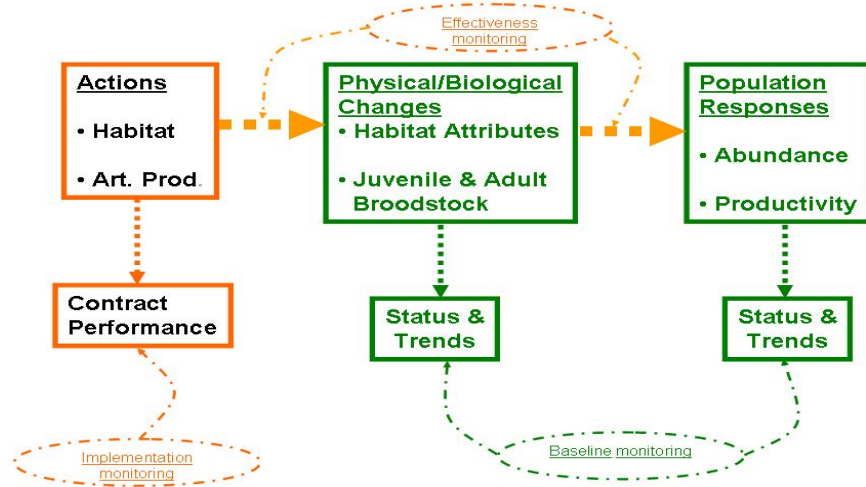 Effectiveness
monitoring
Actions
• Habitat
• Art. Prod.
Physical/Biological
Changes
• Habitat Attributes
• Juvenile & Adult
Broodstock
Population
Responses
• Abundance
• Productivity
Contract
Performance
Status &
Trends
Status &
Trends
Implementation
monitoring
Baseline monitoring